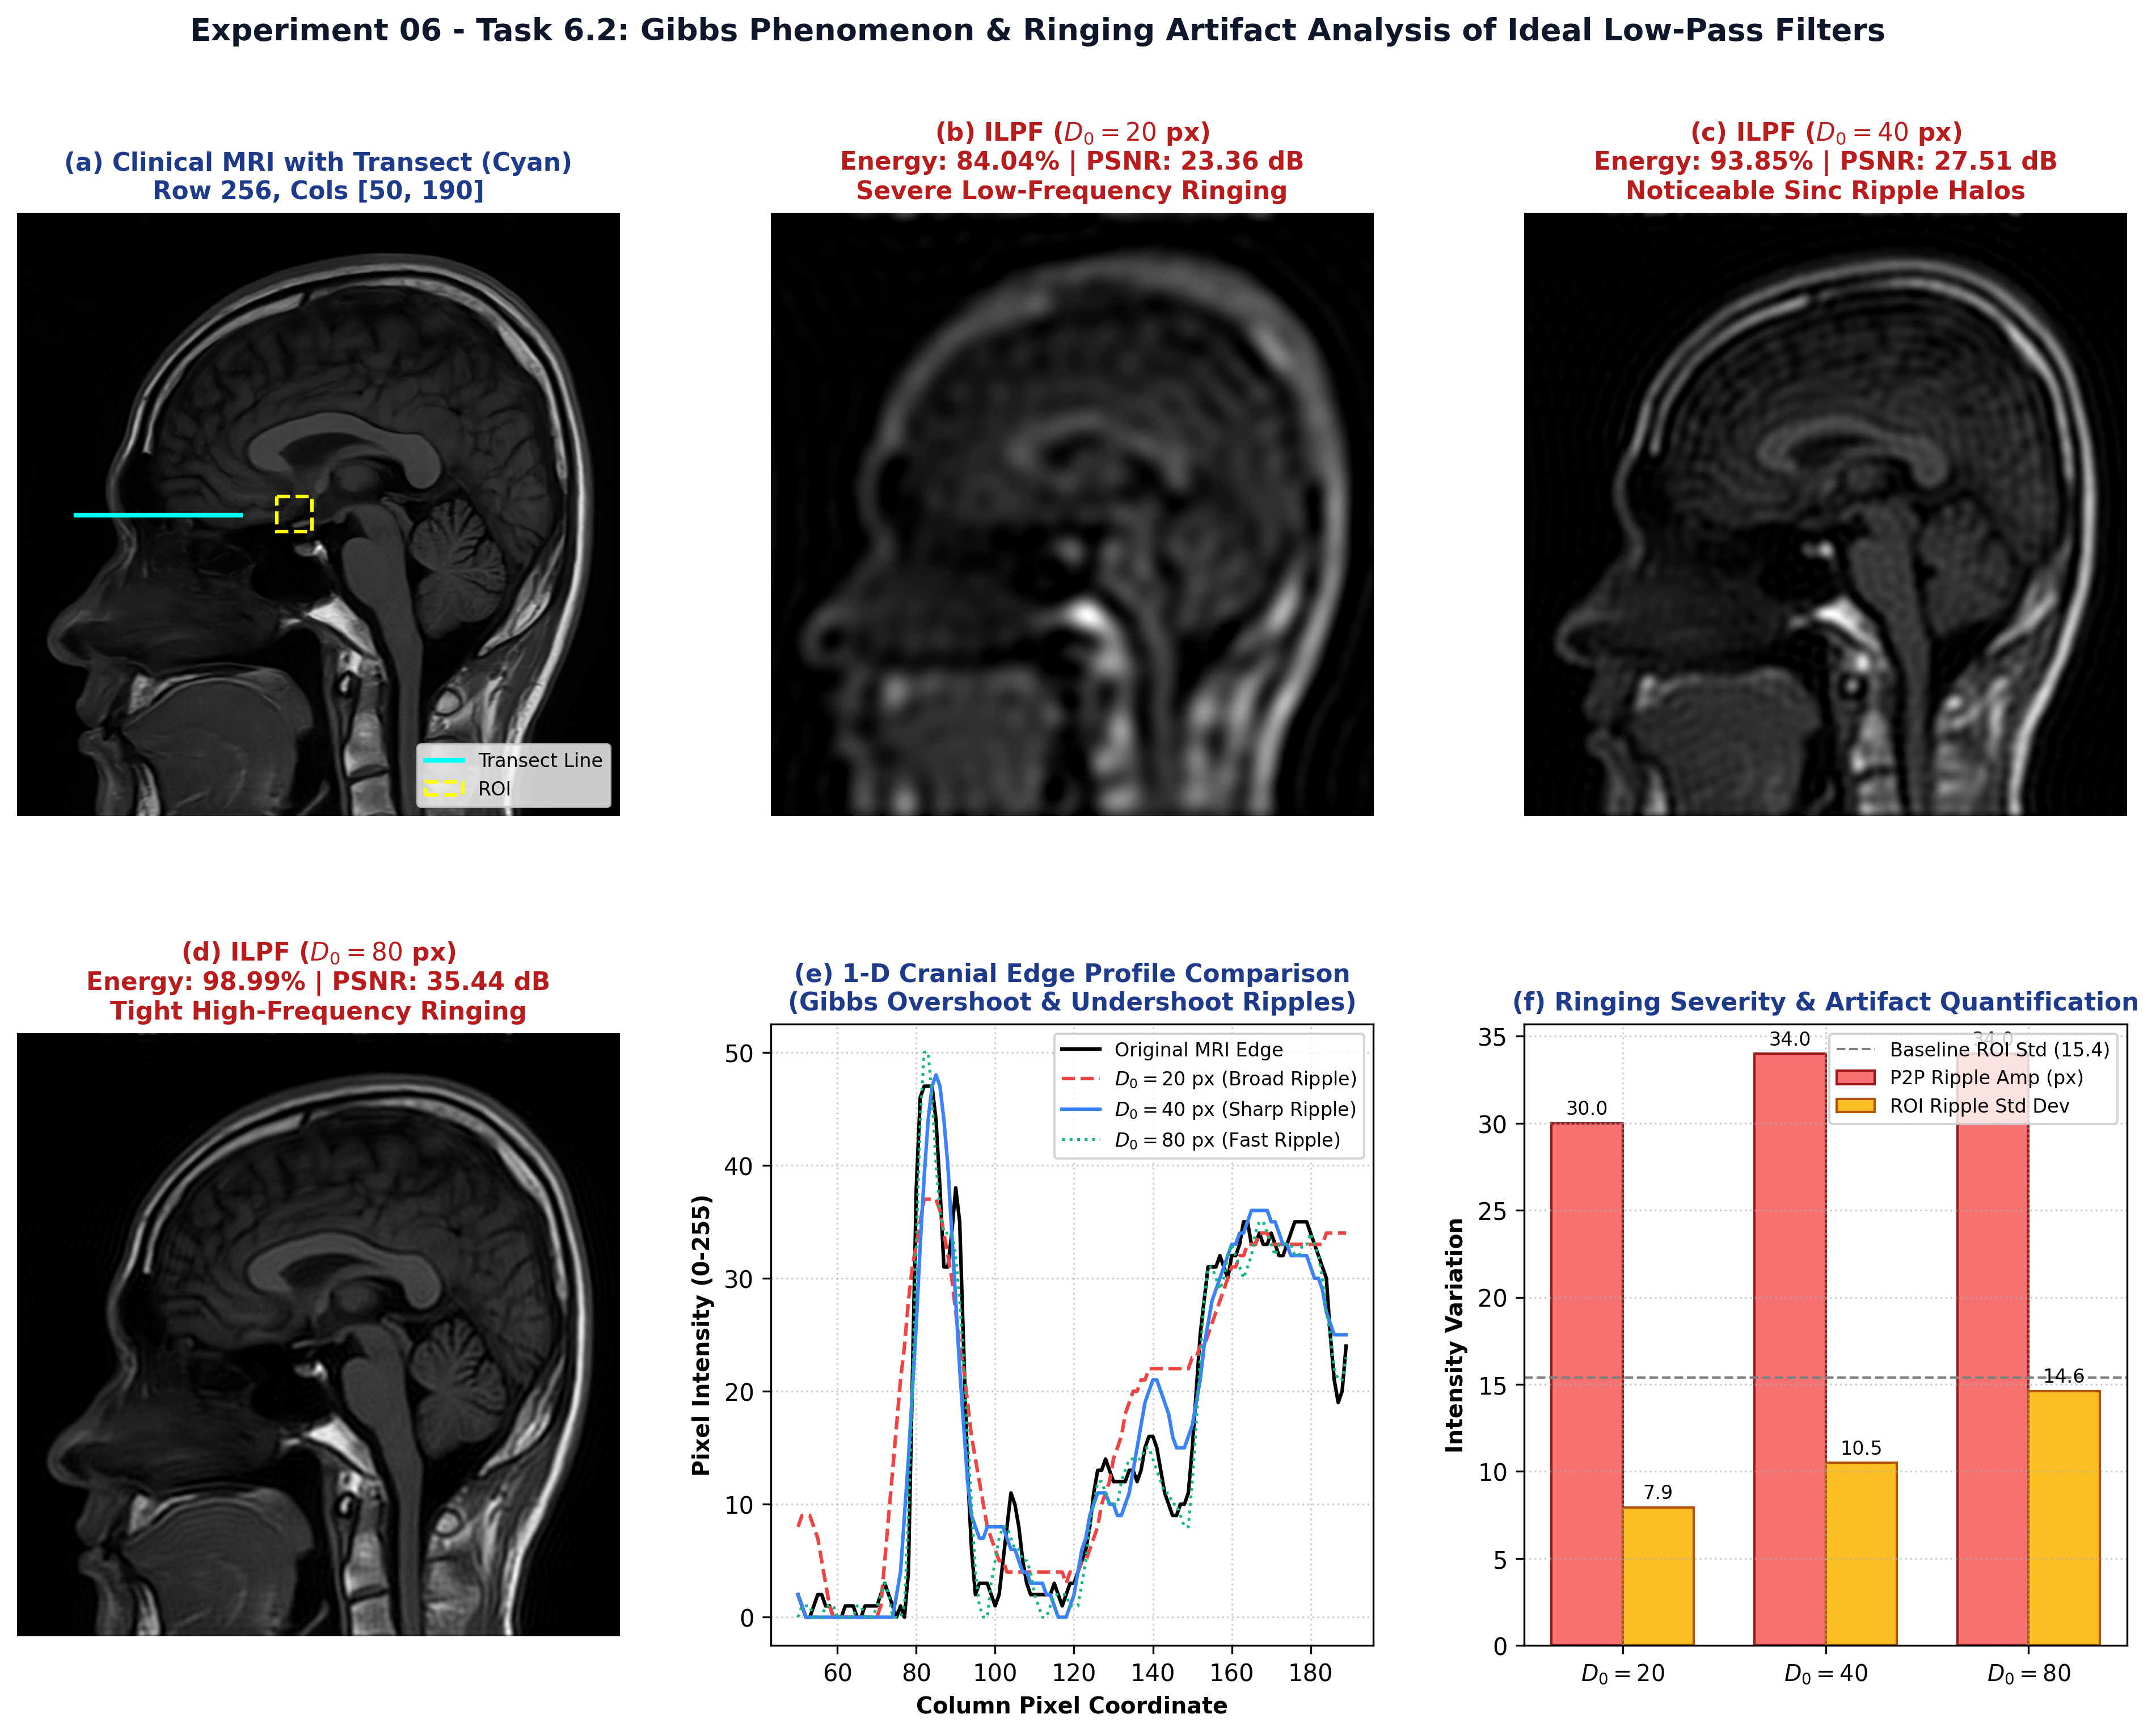 Experiment 06 - Task 6.2: Gibbs Phenomenon & Ringing Artifact Analysis of Ideal Low-Pass Filters
(a) Clinical MRI with Transect (Cyan)
Row 256, Cols [50, 190]
Transect Line
ROI
(b) ILPF (D₀ = 20 px)
Energy: 84.04% | PSNR: 23.36 dB
Severe Low-Frequency Ringing
(c) ILPF (D₀ = 40 px)
Energy: 93.85% | PSNR: 27.51 dB
Noticeable Sinc Ripple Halos
(d) ILPF (D₀ = 80 px)
Energy: 98.99% | PSNR: 35.44 dB
Tight High-Frequency Ringing
(e) 1-D Cranial Edge Profile Comparison
(Gibbs Overshoot & Undershoot Ripples)
Original MRI Edge
D₀ = 20 px (Broad Ripple)
D₀ = 40 px (Sharp Ripple)
D₀ = 80 px (Fast Ripple)
Pixel Intensity (0-255)
50
40
30
20
10
0
60 80 100 120 140 160 180
Column Pixel Coordinate
(f) Ringing Severity & Artifact Quantification
Baseline ROI Std (15.4)
P2P Ripple Amp (px)
ROI Ripple Std Dev
Intensity Variation
35
30
25
20
15
10
5
0
30.0
34.0
34.0
7.9
10.5
14.6
D₀ = 20 D₀ = 40 D₀ = 80